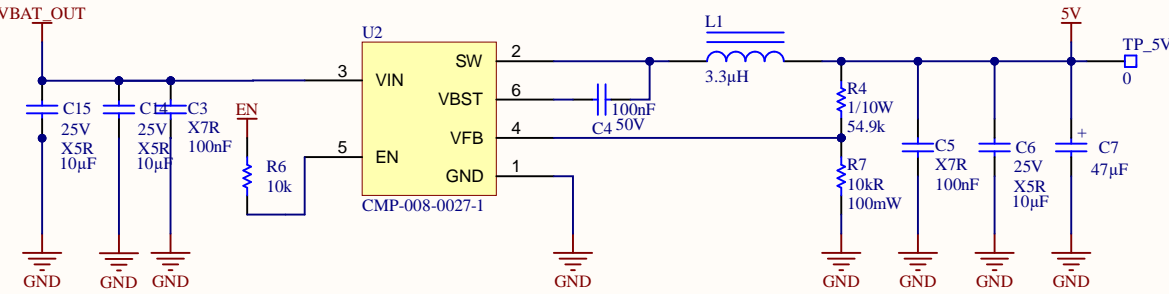 VBAT_OUT
C15
25V
X5R
10µF
C14
25V
X5R
10µF
C3
X7R
100nF
GND
GND
GND
EN
R6
10k
U2
3
VIN
5
EN
SW
2
VBST
6
VFB
4
GND
1
CMP-008-0027-1
100nF
C4
50V
GND
L1
3.3µH
R4
1/10W
54.9k
R7
10kR
100mW
GND
C5
X7R
100nF
GND
C6
25V
X5R
10µF
GND
5V
+
C7
47µF
GND
TP_5V
0